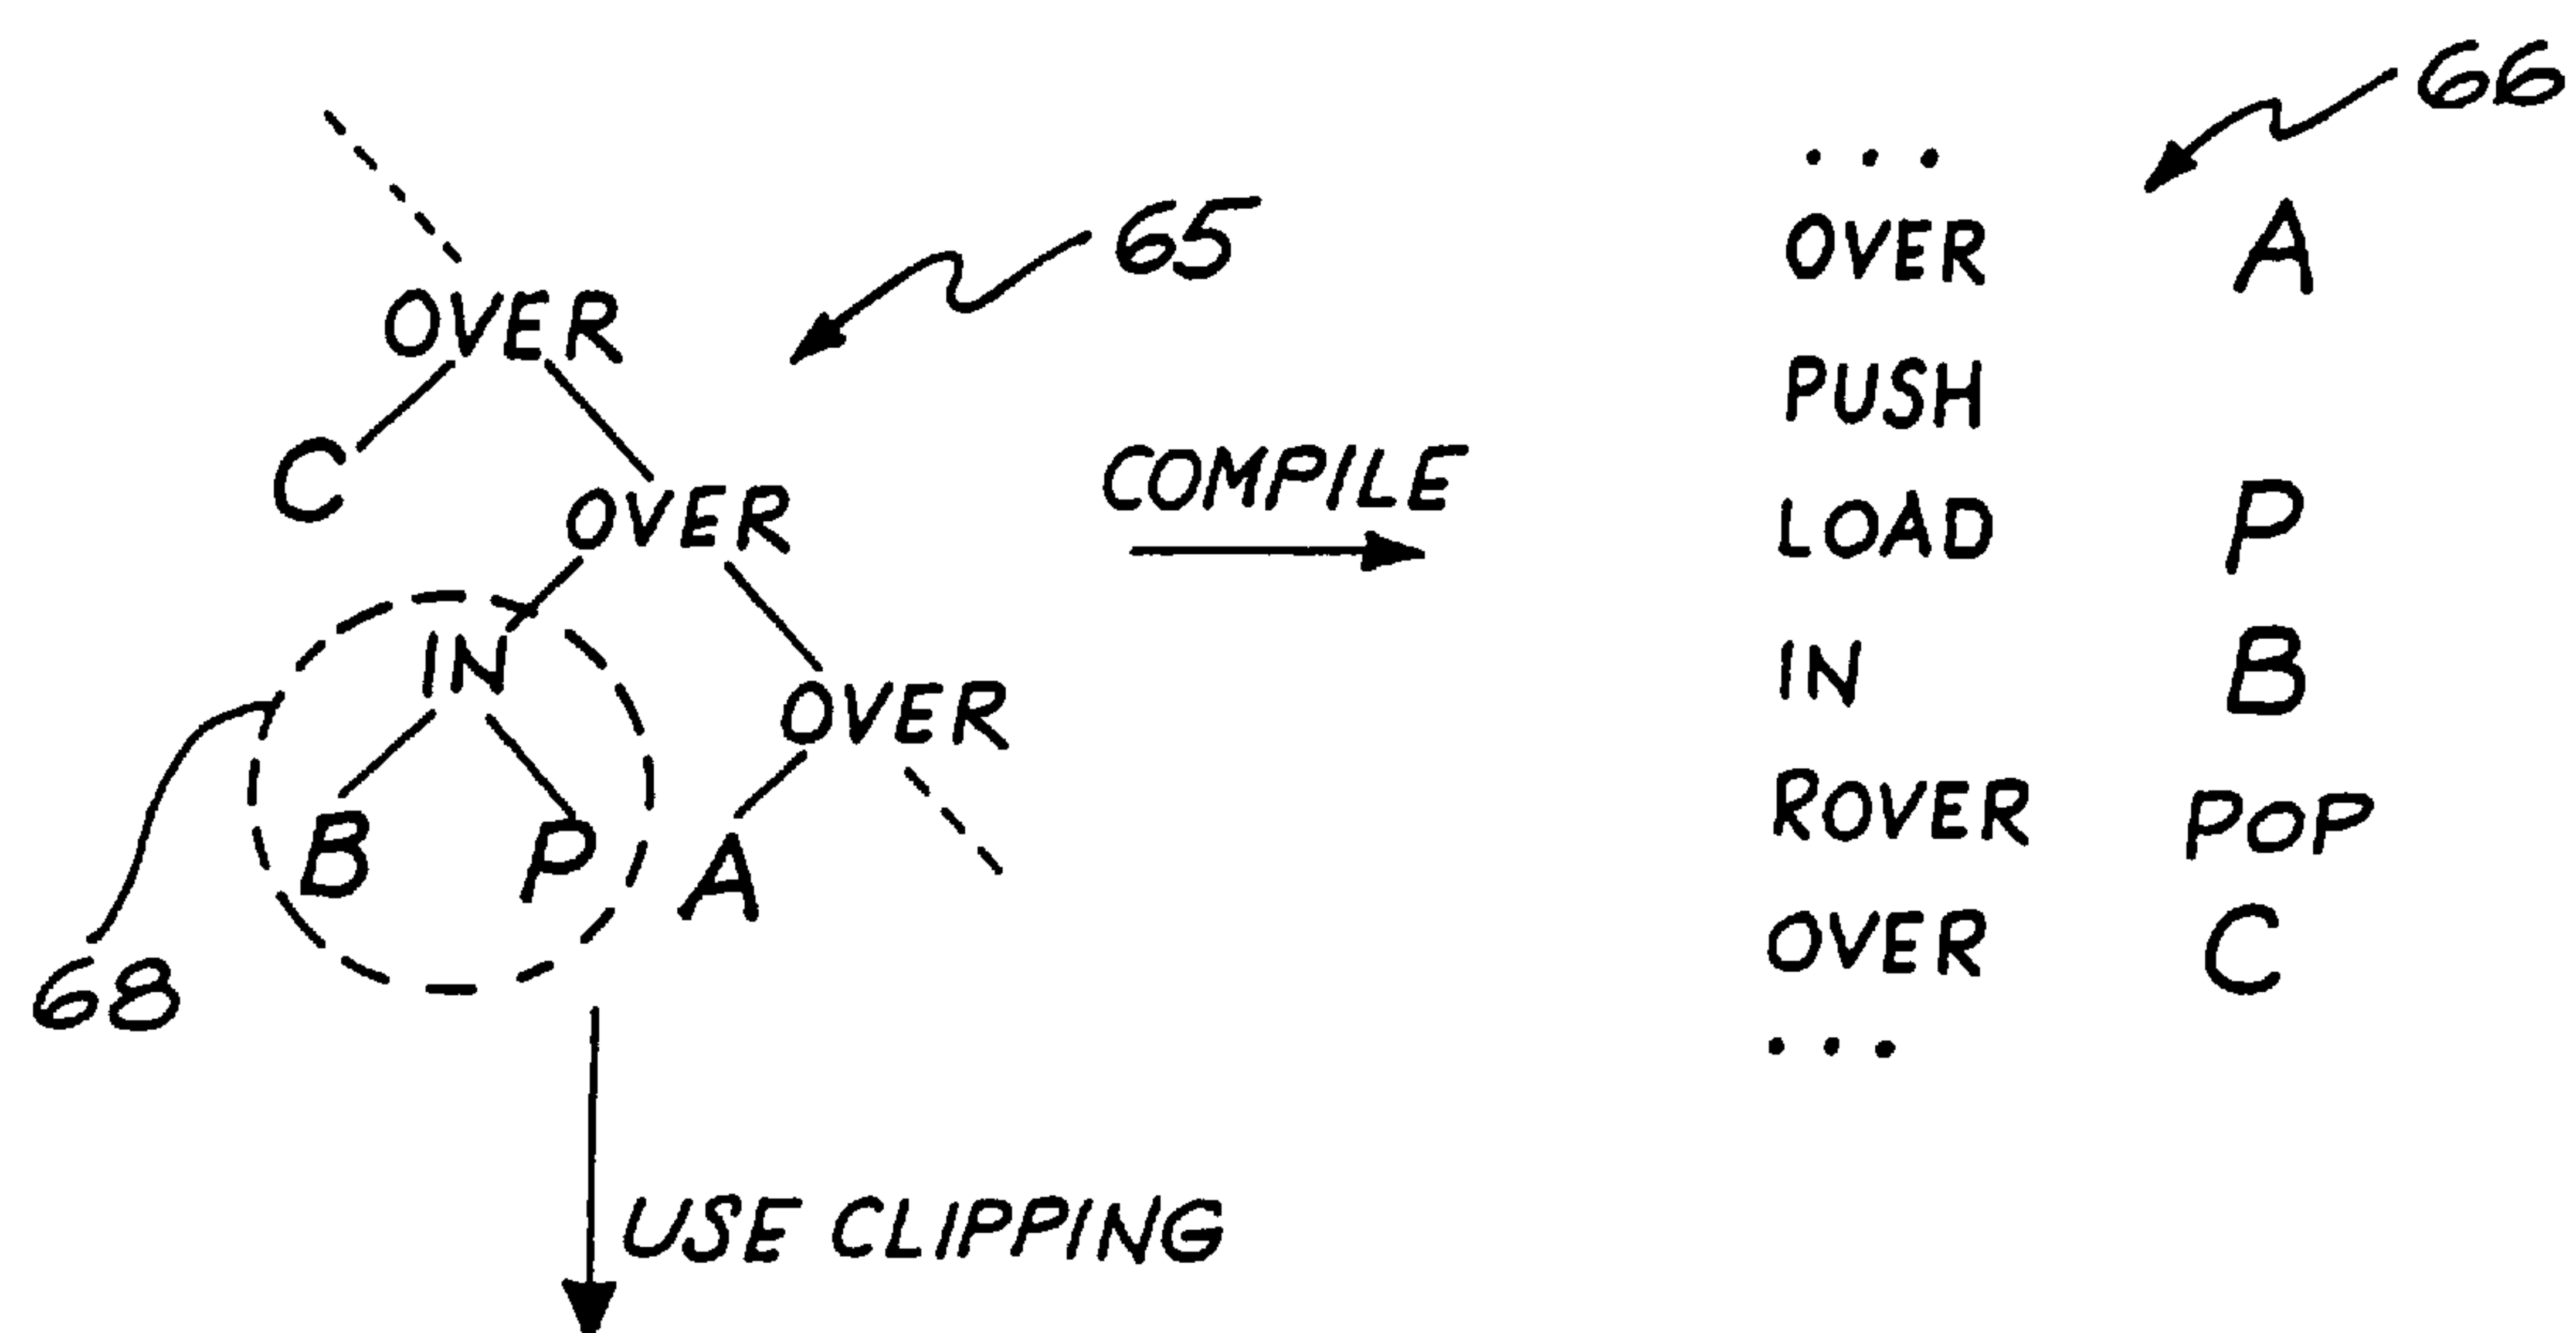 66
. . .
65
OVER A
OVER
PUSH
C
COMPILE
OVER
LOAD P
IN
IN B
OVER
B P A
ROVER POP
OVER C
68
. . .
USE CLIPPING